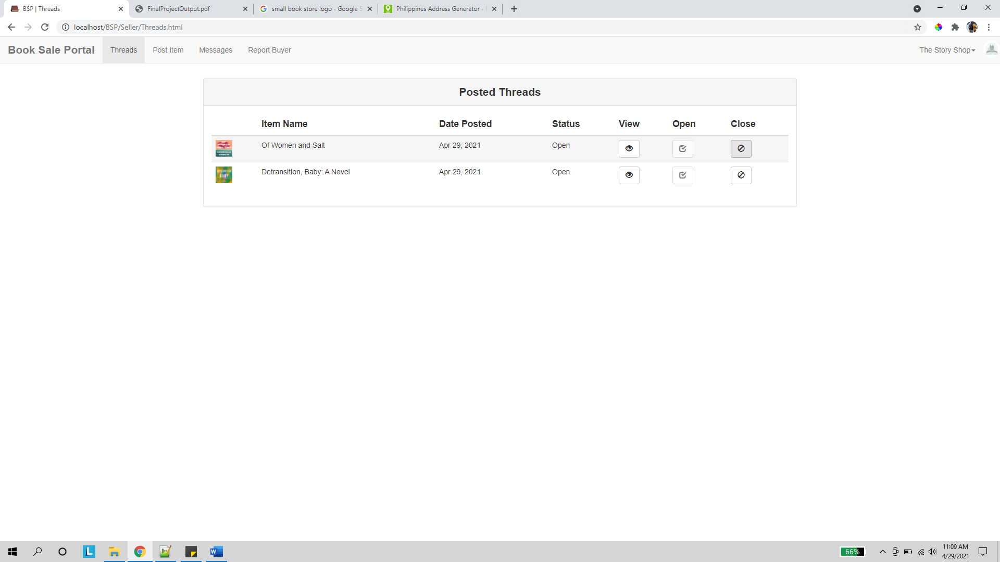 BSP | Threads
FinalProjectOutput.pdf
small book store logo - Google S
Philippines Address Generator -
localhost/BSP/Seller/Threads.html
Book Sale Portal
Threads
Post Item
Messages
Report Buyer
The Story Shop
Posted Threads
Item Name Date Posted Status View Open Close
Of Women and Salt Apr 29, 2021 Open
Detransition, Baby: A Novel Apr 29, 2021 Open
66%
11:09 AM
4/29/2021